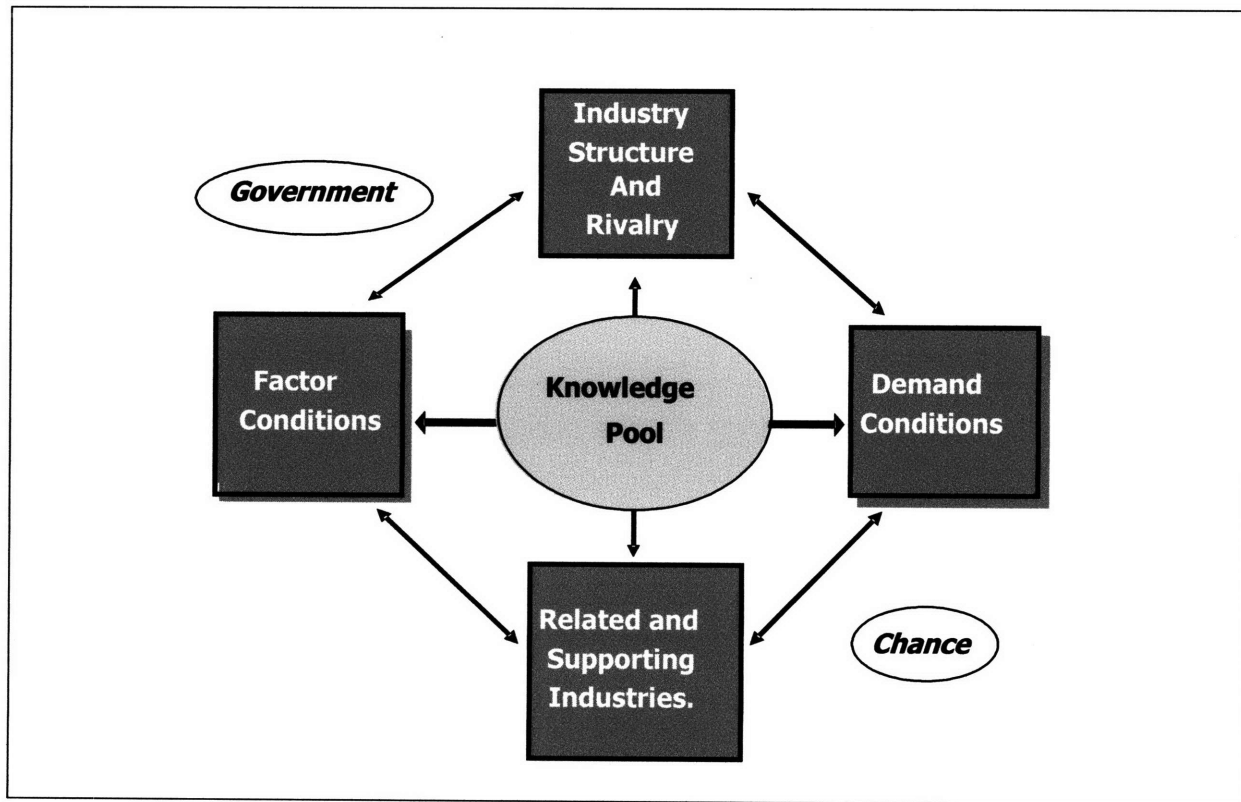 Industry
Structure
And
Rivalry
Government
Factor
Conditions
Knowledge
Pool
Demand
Conditions
Related and
Supporting
Industries.
Chance